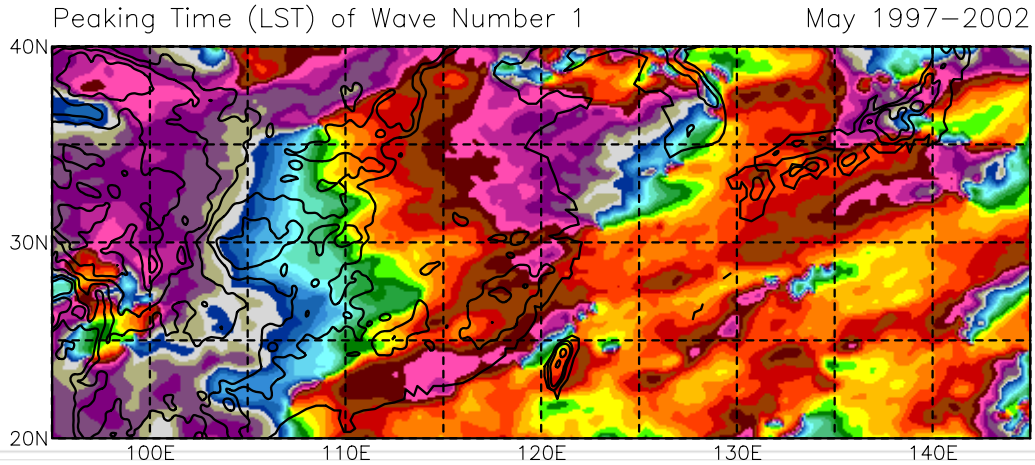 Peaking Time (LST) of Wave Number 1 May 1997-2002
40N
30N
20N
100E 110E 120E 130E 140E